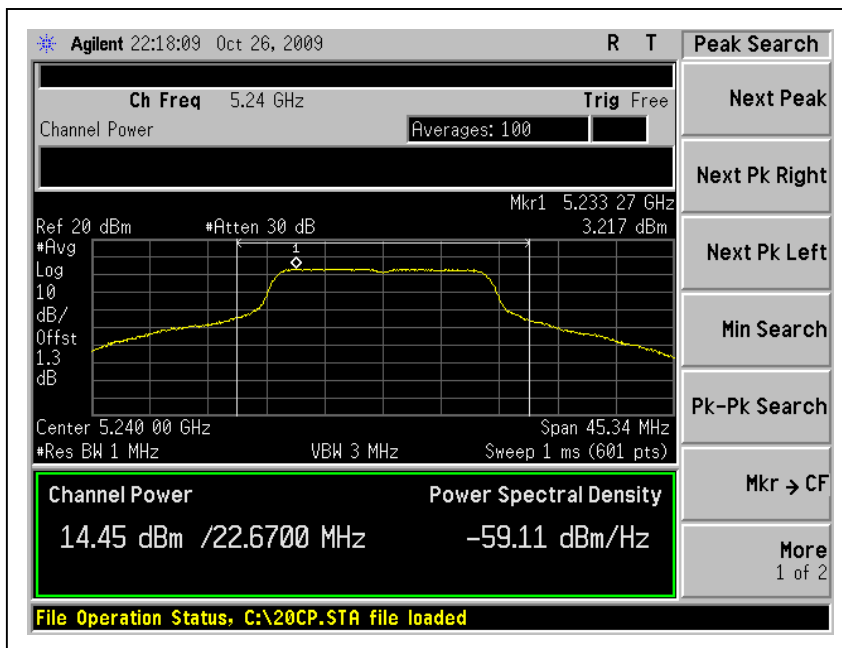 Agilent 22:18:09 Oct 26, 2009 R T
Peak Search
Ch Freq 5.24 GHz Trig Free
Channel Power Averages: 100
Mkr1 5.233 27 GHz
Ref 20 dBm #Atten 30 dB 3.217 dBm
#Avg
Log
10
dB/
Offst
1.3
dB
1
Center 5.240 00 GHz Span 45.34 MHz
#Res BW 1 MHz VBW 3 MHz Sweep 1 ms (601 pts)
Channel Power Power Spectral Density
14.45 dBm /22.6700 MHz -59.11 dBm/Hz
File Operation Status, C:\20CP.STA file loaded
Next Peak
Next Pk Right
Next Pk Left
Min Search
Pk-Pk Search
Mkr → CF
More
1 of 2